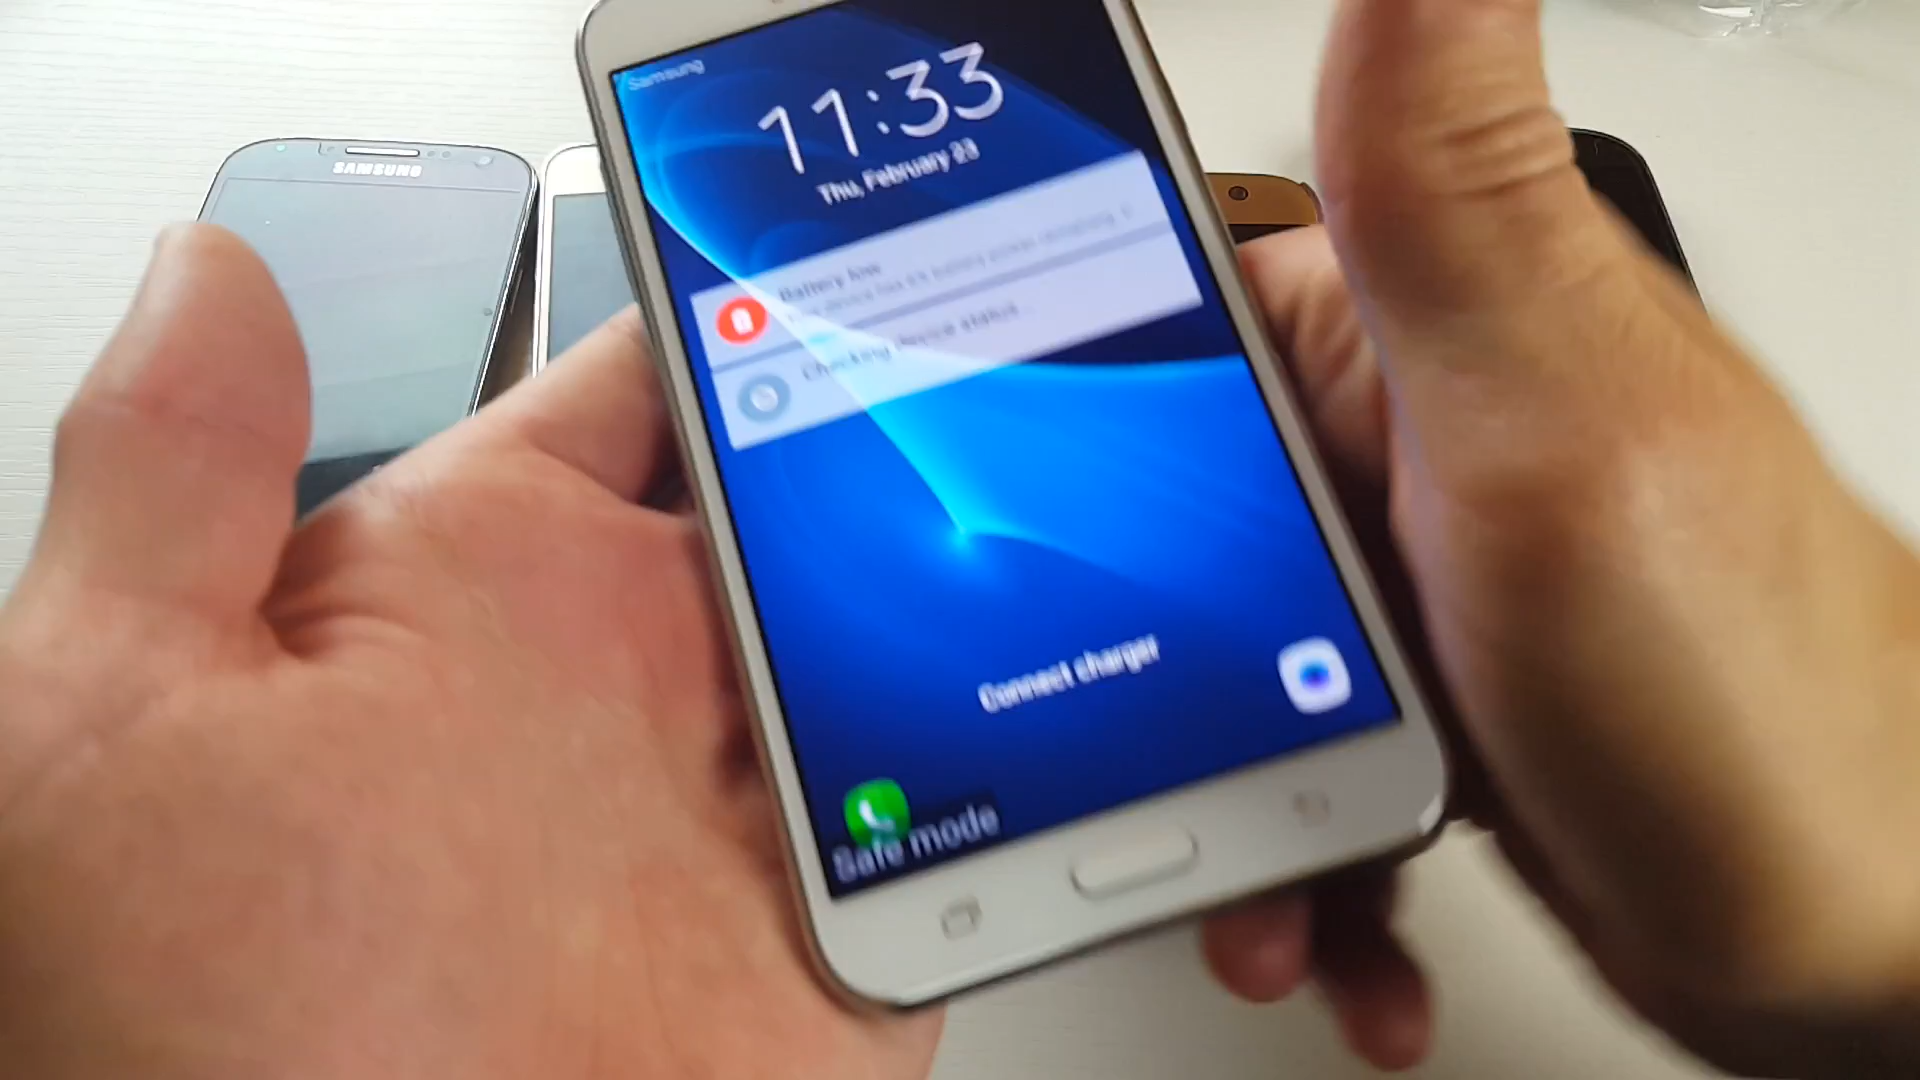 Samsung
11:33
Thu, February 23
SAMSUNG
Battery low
Checking device status...
Connect charger
Safe mode